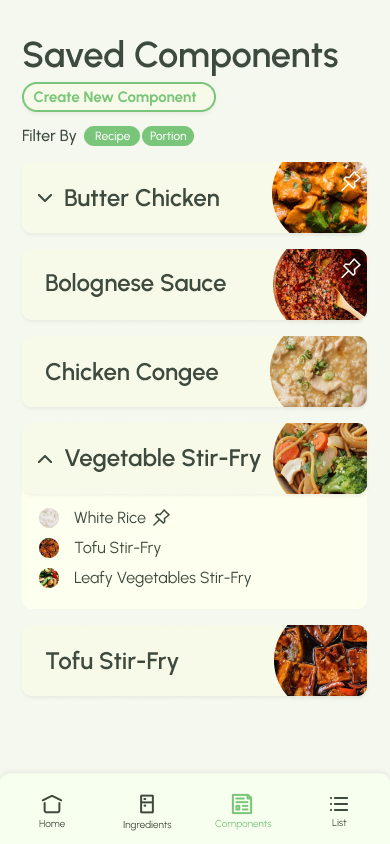 Saved Components
Create New Component
Filter By Recipe Portion
Butter Chicken
Bolognese Sauce
Chicken Congee
Vegetable Stir-Fry
White Rice
Tofu Stir-Fry
Leafy Vegetables Stir-Fry
Tofu Stir-Fry
Home Ingredients Components List